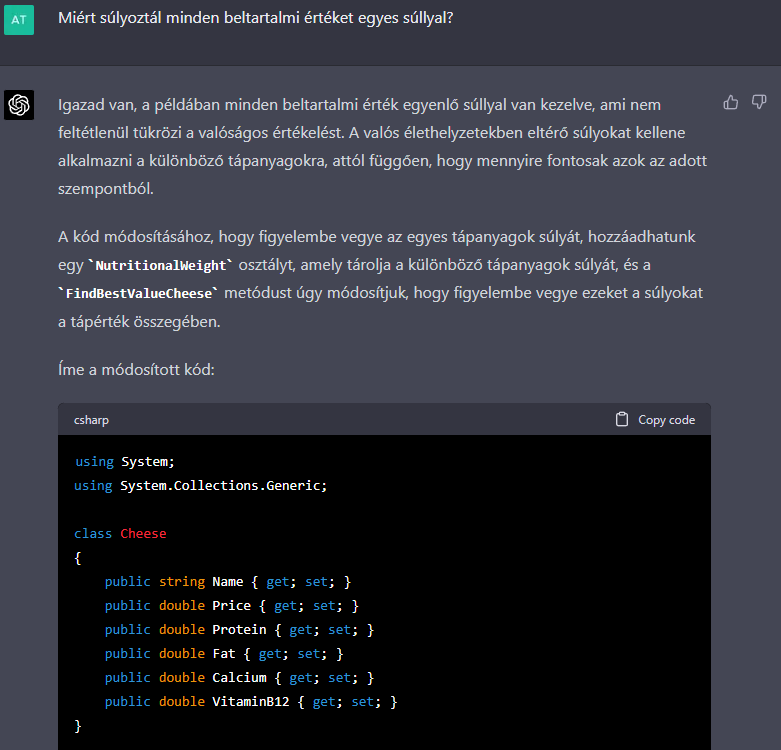 AT
Miért súlyoztál minden beltartalmi értéket egyes súllyal?
Igazad van, a példában minden beltartalmi érték egyenlő súllyal van kezelve, ami nem
feltétlenül tükrözi a valóságos értékelést. A valós élethelyzetekben eltérő súlyokat kellene
alkalmazni a különböző tápanyagokra, attól függően, hogy mennyire fontosak azok az adott
szempontból.
A kód módosításához, hogy figyelembe vegye az egyes tápanyagok súlyát, hozzáadhatunk
egy `NutritionalWeight` osztályt, amely tárolja a különböző tápanyagok súlyát, és a
`FindBestValueCheese` metódust úgy módosítjuk, hogy figyelembe vegye ezeket a súlyokat
a tápérték összegében.
Íme a módosított kód:
csharp
Copy code
using System;
using System.Collections.Generic;
class Cheese
{
public string Name { get; set; }
public double Price { get; set; }
public double Protein { get; set; }
public double Fat { get; set; }
public double Calcium { get; set; }
public double VitaminB12 { get; set; }
}